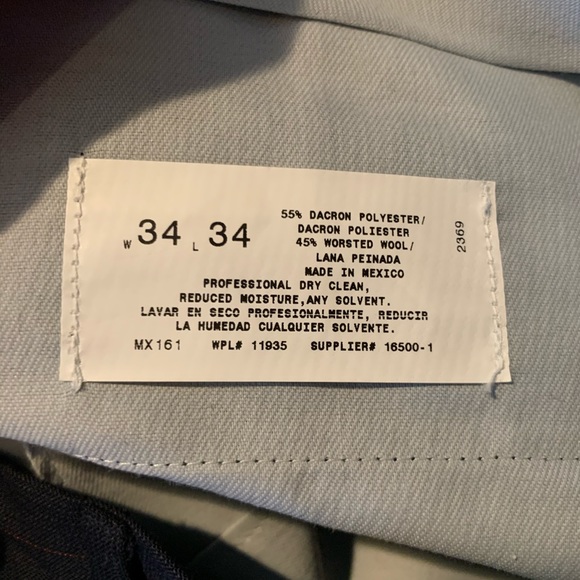 W 34 L 34
55% DACRON POLYESTER/
DACRON POLIESTER
45% WORSTED WOOL/
LANA PEINADA
MADE IN MEXICO
PROFESSIONAL DRY CLEAN,
REDUCED MOISTURE,ANY SOLVENT.
LAVAR EN SECO PROFESIONALMENTE, REDUCIR
LA HUMEDAD CUALQUIER SOLVENTE.
MX161 WPL# 11935 SUPPLIER# 16500-1
2369